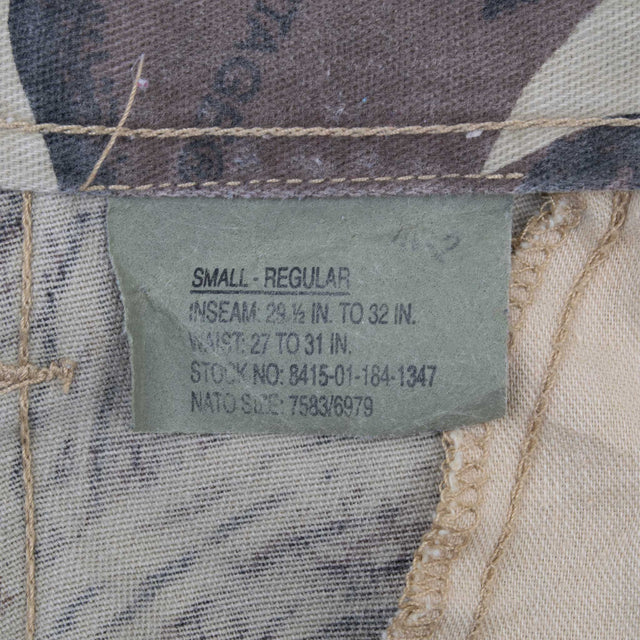 SMALL - REGULAR
INSEAM: 29 ½ IN. TO 32 IN.
WAIST: 27 TO 31 IN.
STOCK NO: 8415-01-184-1347
NATO SIZE: 7583/6979